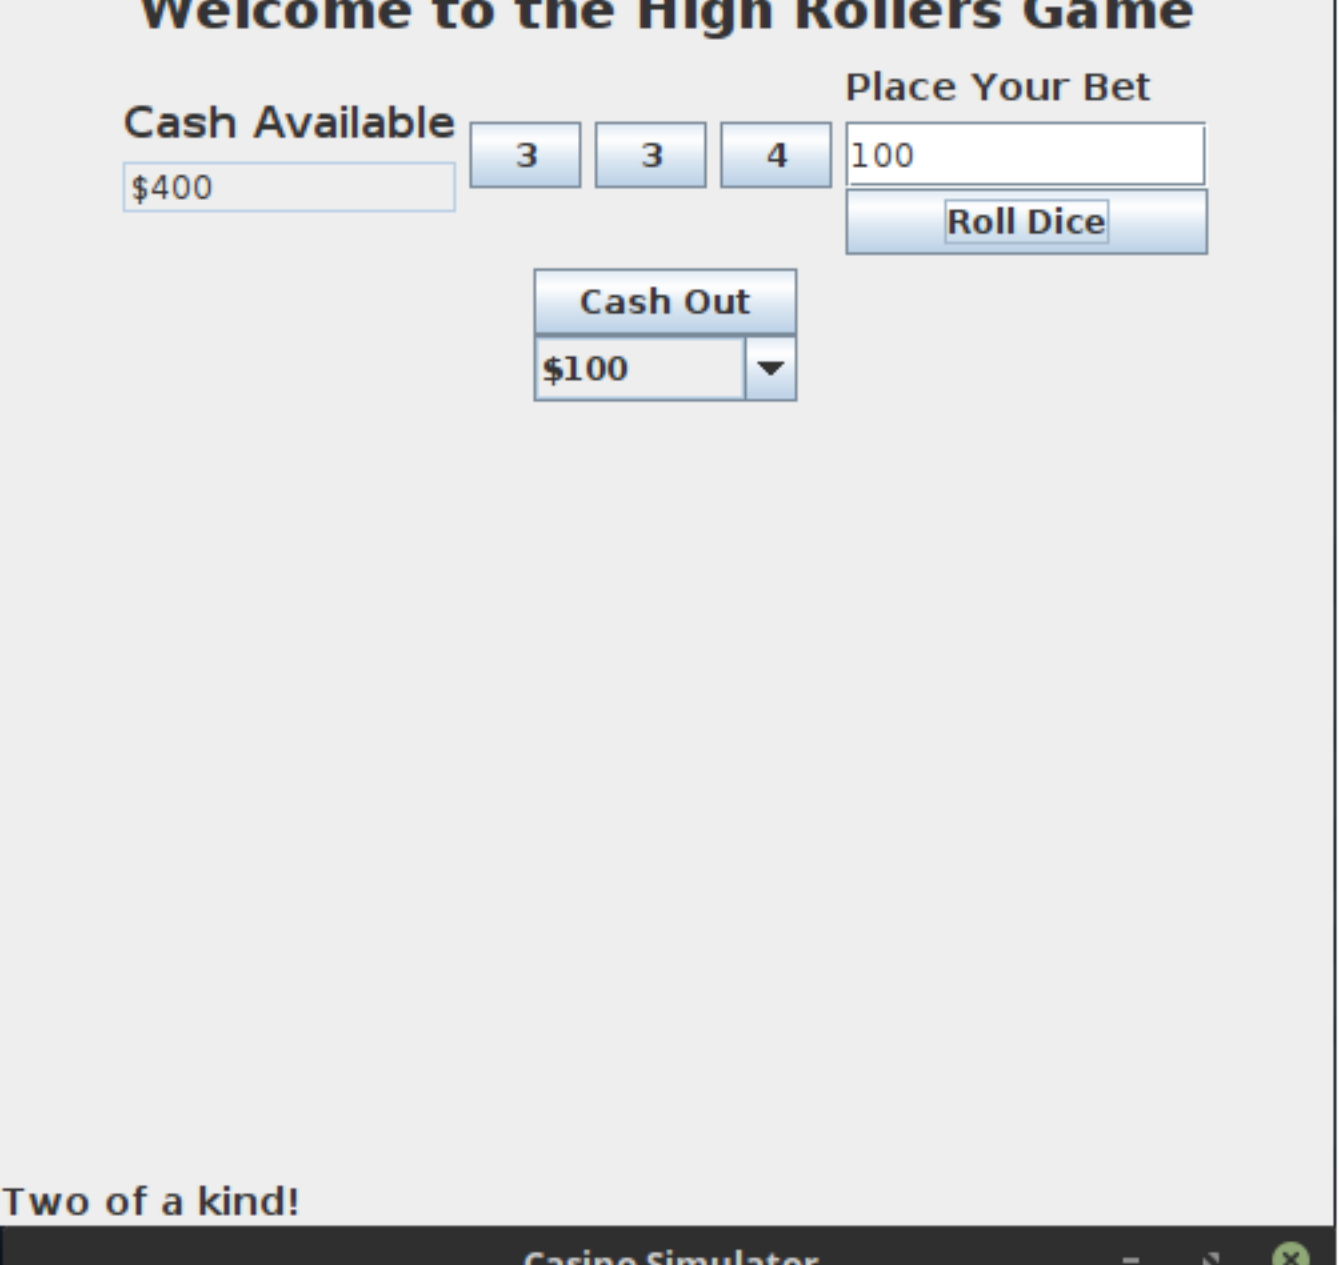 Welcome to the High Rollers Game
Place Your Bet
Cash Available
3 3 4
100
$400
Roll Dice
Cash Out
$100
Two of a kind!
Casino Simulator